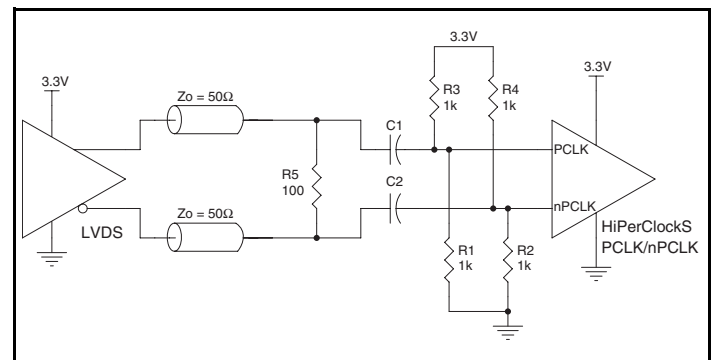 3.3V
3.3V
3.3V
Zo = 50Ω
R3
1k
R4
1k
C1
PCLK
R5
100
C2
nPCLK
Zo = 50Ω
LVDS
HiPerClockS
PCLK/nPCLK
R1
1k
R2
1k